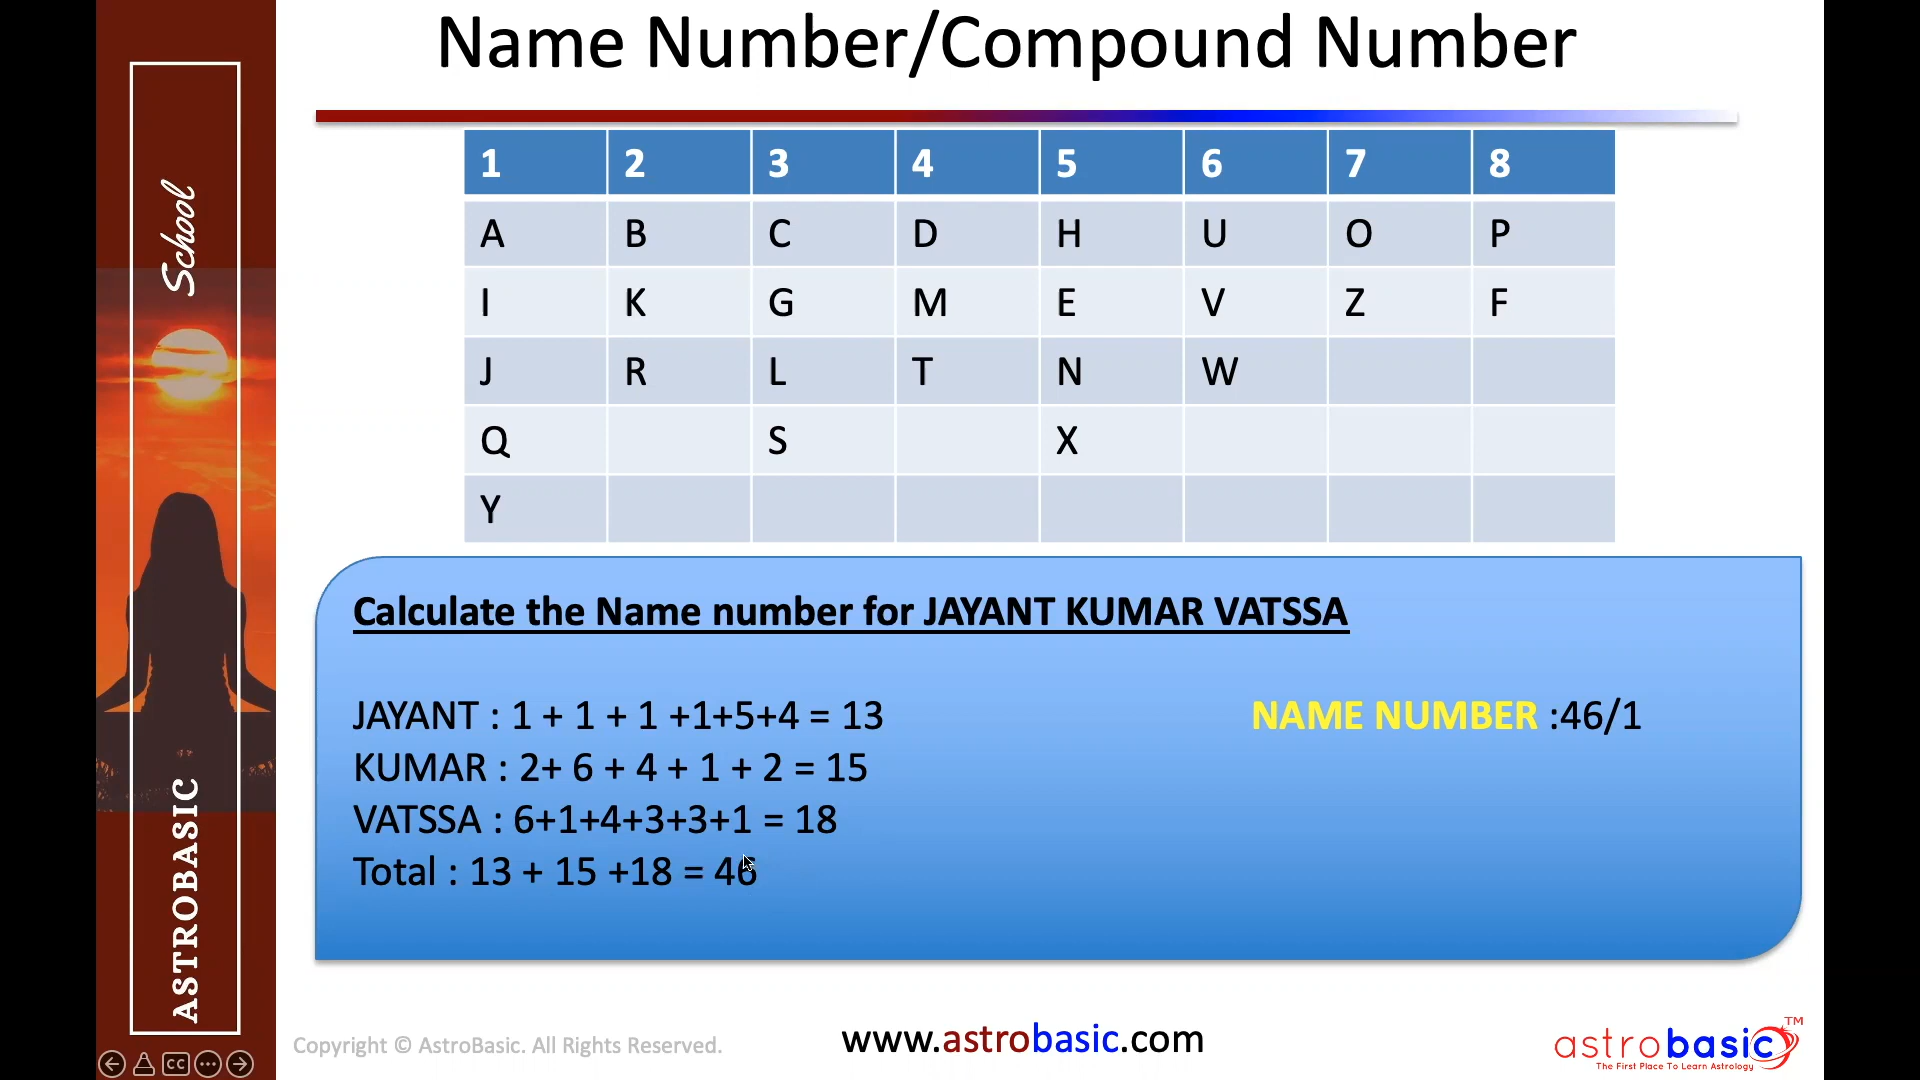 Name Number/Compound Number
School
ASTROBASIC
1 2 3 4 5 6 7 8
A B C D H U O P
I K G M E V Z F
J R L T N W
Q S X
Y
Calculate the Name number for JAYANT KUMAR VATSSA
JAYANT : 1 + 1 + 1 +1+5+4 = 13
NAME NUMBER :46/1
KUMAR : 2+ 6 + 4 + 1 + 2 = 15
VATSSA : 6+1+4+3+3+1 = 18
Total : 13 + 15 +18 = 46
CC
Copyright © AstroBasic. All Rights Reserved.
www.astrobasic.com
astrobasic TM
The First Place To Learn Astrology